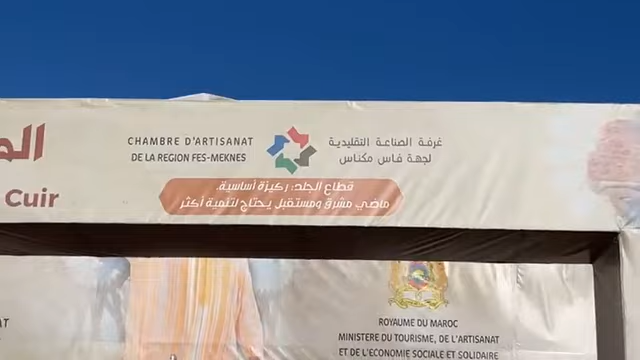 الم
Cuir
CHAMBRE D'ARTISANAT
DE LA REGION FES-MEKNES
غرفة الصناعة التقليدية
لجهة فاس مكناس
قطاع الجلد: ركيزة أساسية،
ماضي مشرق ومستقبل يحتاج لتنمية أكثر
AT
ROYAUME DU MAROC
MINISTERE DU TOURISME, DE L'ARTISANAT
ET DE L'ECONOMIE SOCIALE ET SOLIDAIRE